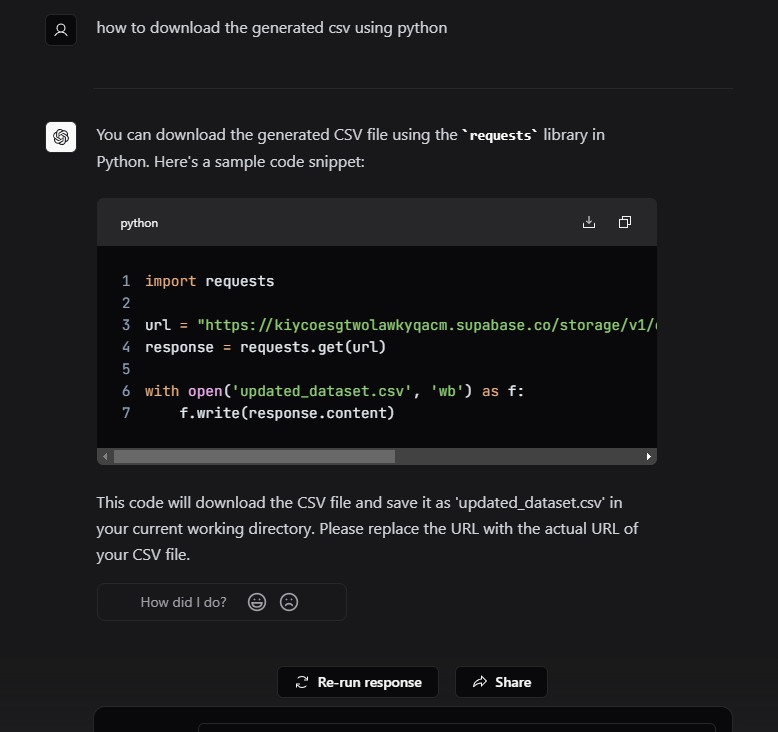 how to download the generated csv using python
You can download the generated CSV file using the `requests` library in
Python. Here's a sample code snippet:
python
1 import requests
2
3 url = "https://kiycoesgtwolawkyqacm.supabase.co/storage/v1/
4 response = requests.get(url)
5
6 with open('updated_dataset.csv', 'wb') as f:
7     f.write(response.content)
This code will download the CSV file and save it as 'updated_dataset.csv' in
your current working directory. Please replace the URL with the actual URL of
your CSV file.
How did I do?
Re-run response
Share